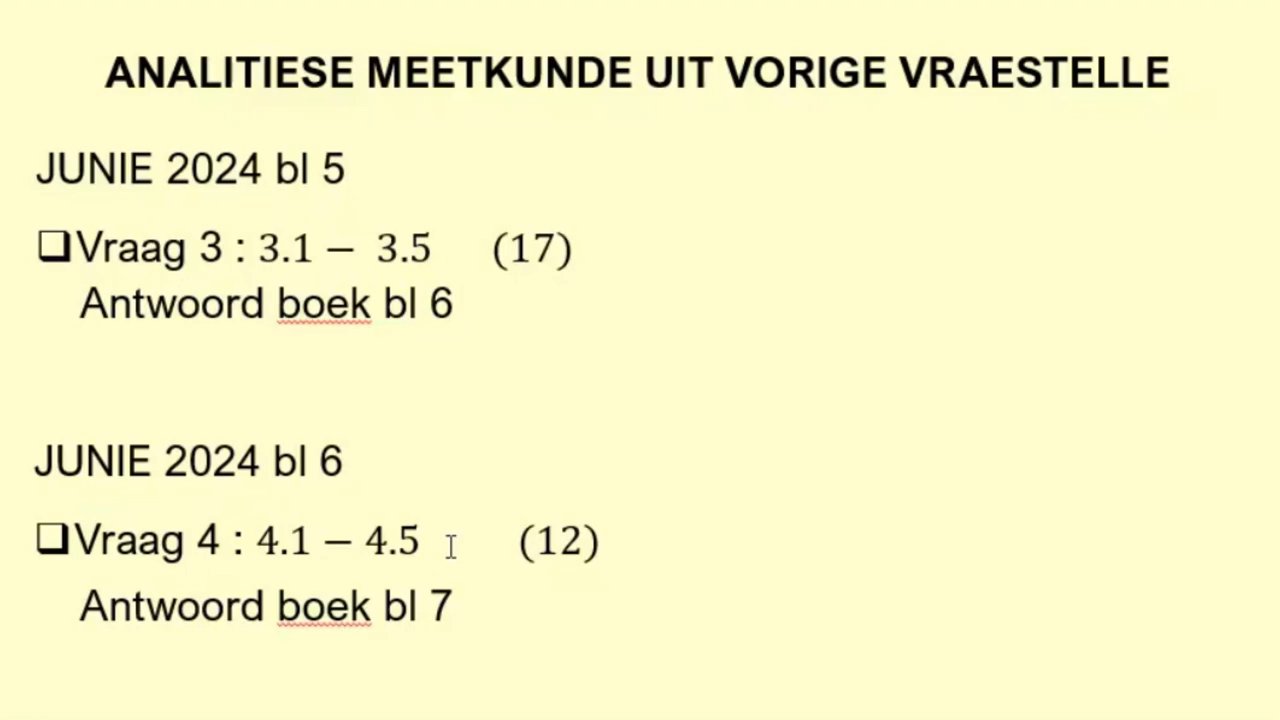 ANALITIESE MEETKUNDE UIT VORIGE VRAESTELLE
JUNIE 2024 bl 5
❑Vraag 3 : 3.1 − 3.5 (17)
Antwoord boek bl 6
JUNIE 2024 bl 6
❑Vraag 4 : 4.1 − 4.5 (12)
Antwoord boek bl 7